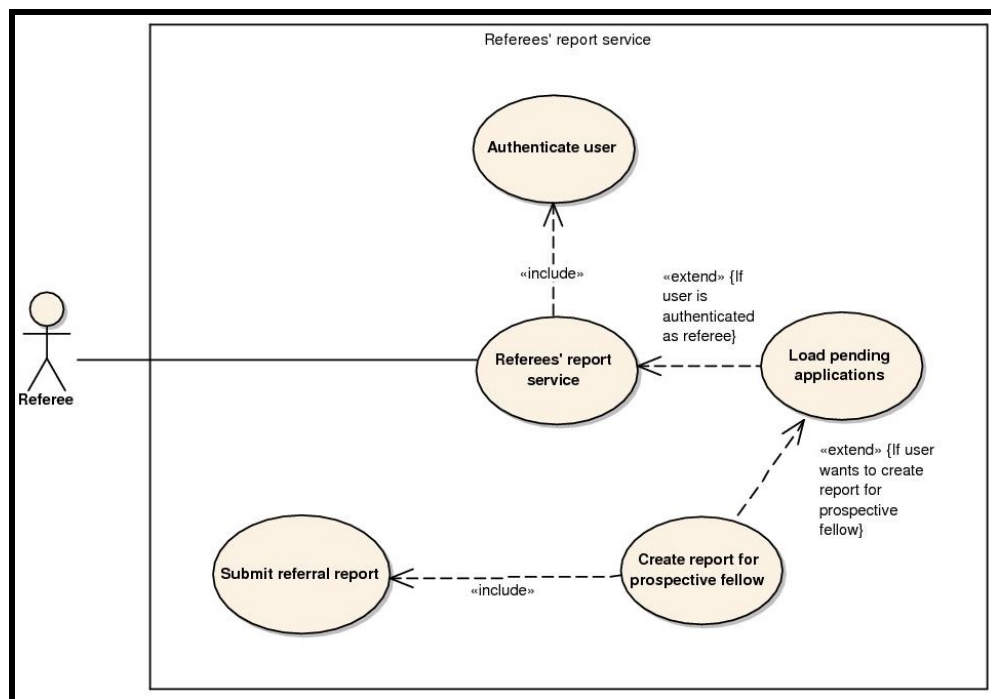 Referees' report service
Authenticate user
«include»
«extend» {If
user is
authenticated
as referee}
Referee
Referees' report
service
Load pending
applications
«extend» {If user
wants to create
report for
prospective
fellow}
Submit referral report
«include»
Create report for
prospective fellow